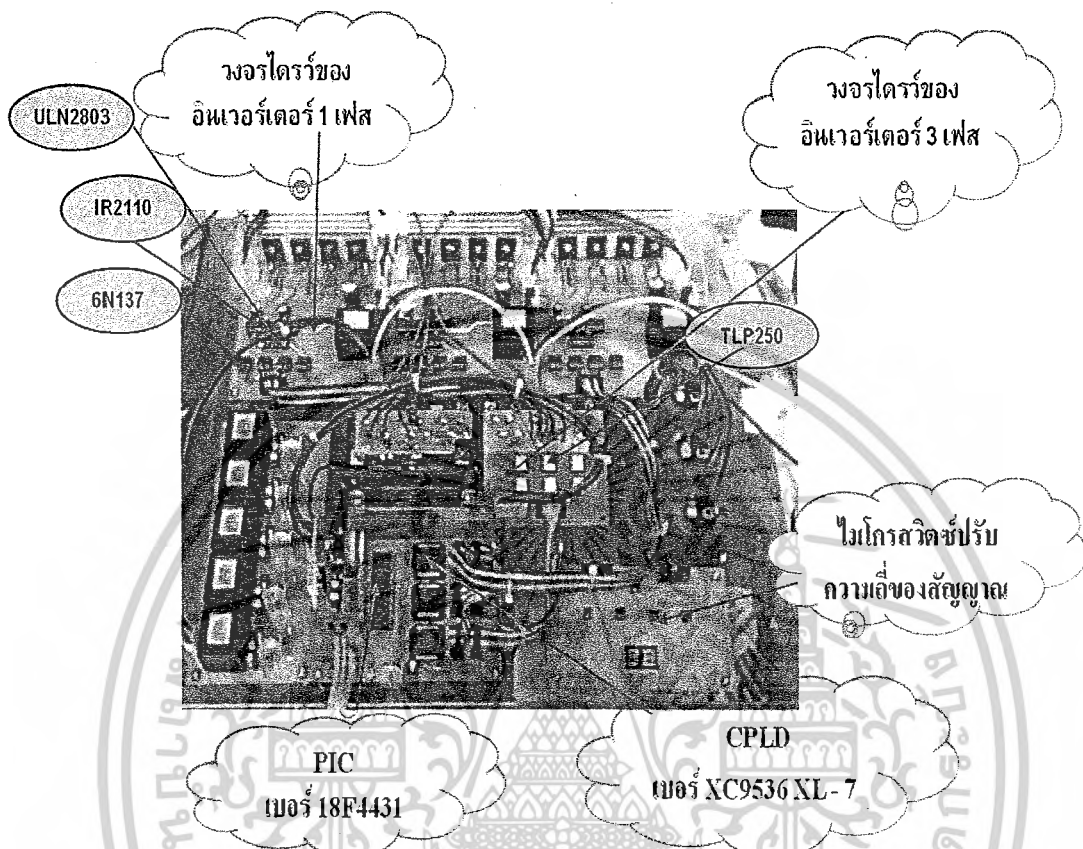 วงจรไดรว์ของ
อินเวอร์เตอร์ 1 เฟส
วงจรไดรว์ของ
อินเวอร์เตอร์ 3 เฟส
ULN2803
IR2110
6N137
TLP250
ไมโครสวิตซ์ปรับ
ความถี่ของสัญญาณ
PIC
เบอร์ 18F4431
CPLD
เบอร์ XC9536 XL - 7